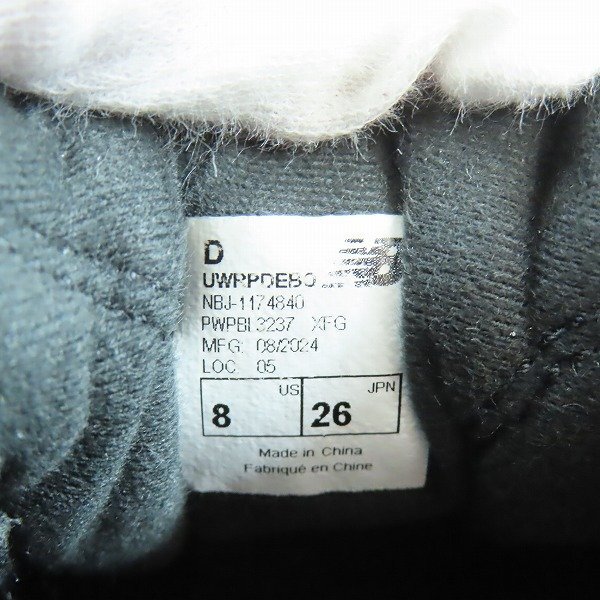 D
UWRPDEBO
NBJ-1174840
PWPBL3237 XFG
MFG: 08/2024
LOC: 05
US JPN
8 26
Made in China
Fabriqué en Chine